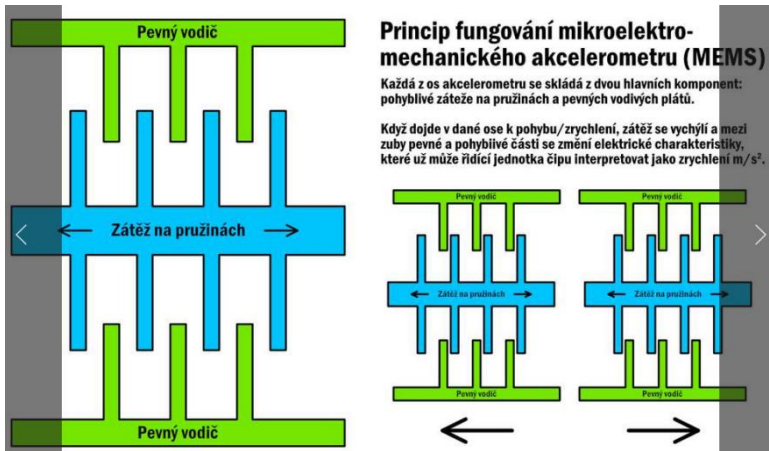 Pevný vodič
Zátěž na pružinách
Pevný vodič
Princip fungování mikroelektro-
mechanického akcelerometru (MEMS)
Každá z os akcelerometru se skládá z dvou hlavních komponent:
pohyblivé záteže na pružinách a pevných vodivých plátů.
Když dojde v dané ose k pohybu/zrychlení, zátěž se vychýlí a mezi
zuby pevné a pohybiivé části se změní elektrické charakteristiky,
které už může řídící jednotka čipu interpretovat jako zrychlení m/s².
Pevný vodič
Zátěž na pružinách
Pevný vodič
Pevný vodič
Zátěž na pružinách
Pevný vodič